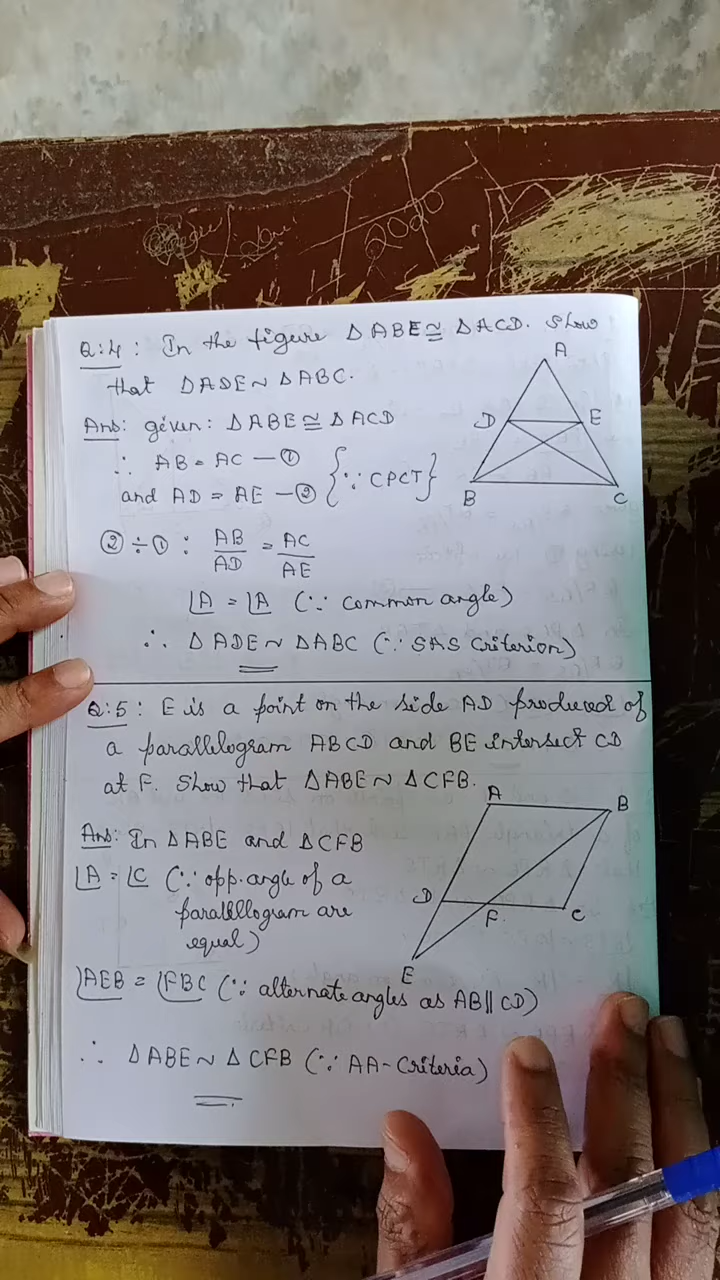 2020
Q:4 : In the figure ΔABE ≅ ΔACD. Show
that ΔADE ~ ΔABC.
Ans: given: ΔABE ≅ ΔACD
∴ AB = AC — ①
and AD = AE — ② {∵ CPCT}
② ÷ ① : AB/AD = AC/AE
∠A = ∠A (∵ common angle)
∴ ΔADE ~ ΔABC (∵ SAS Criterion)
A
D
E
B
C
Q:5 : E is a point on the side AD produced of
a parallelogram ABCD and BE intersect CD
at F. Show that ΔABE ~ ΔCFB.
Ans: In ΔABE and ΔCFB
∠A = ∠C (∵ opp. angle of a
parallelogram are
equal)
∠AEB = ∠FBC (∵ alternate angles as AB ∥ CD)
∴ ΔABE ~ ΔCFB (∵ AA-Criteria)
A
B
D
F.
C
E